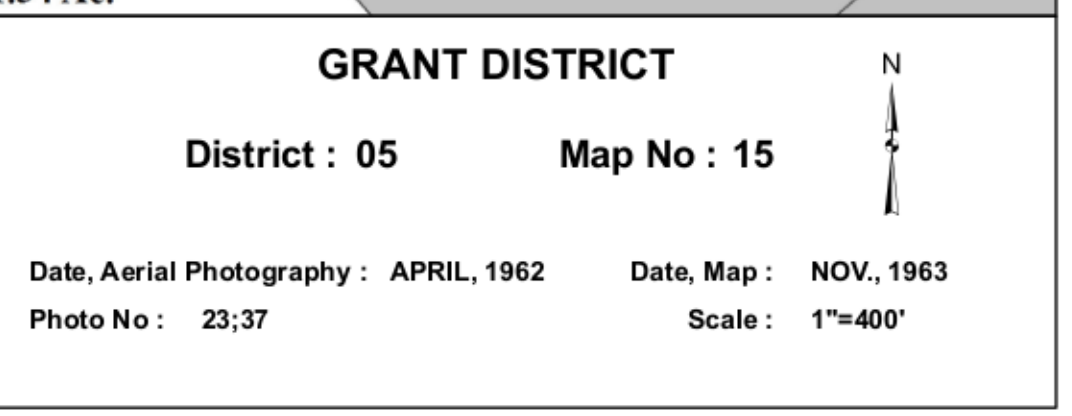 GRANT DISTRICT
N
District : 05 Map No : 15
Date, Aerial Photography : APRIL, 1962 Date, Map : NOV., 1963
Photo No : 23;37 Scale : 1"=400'